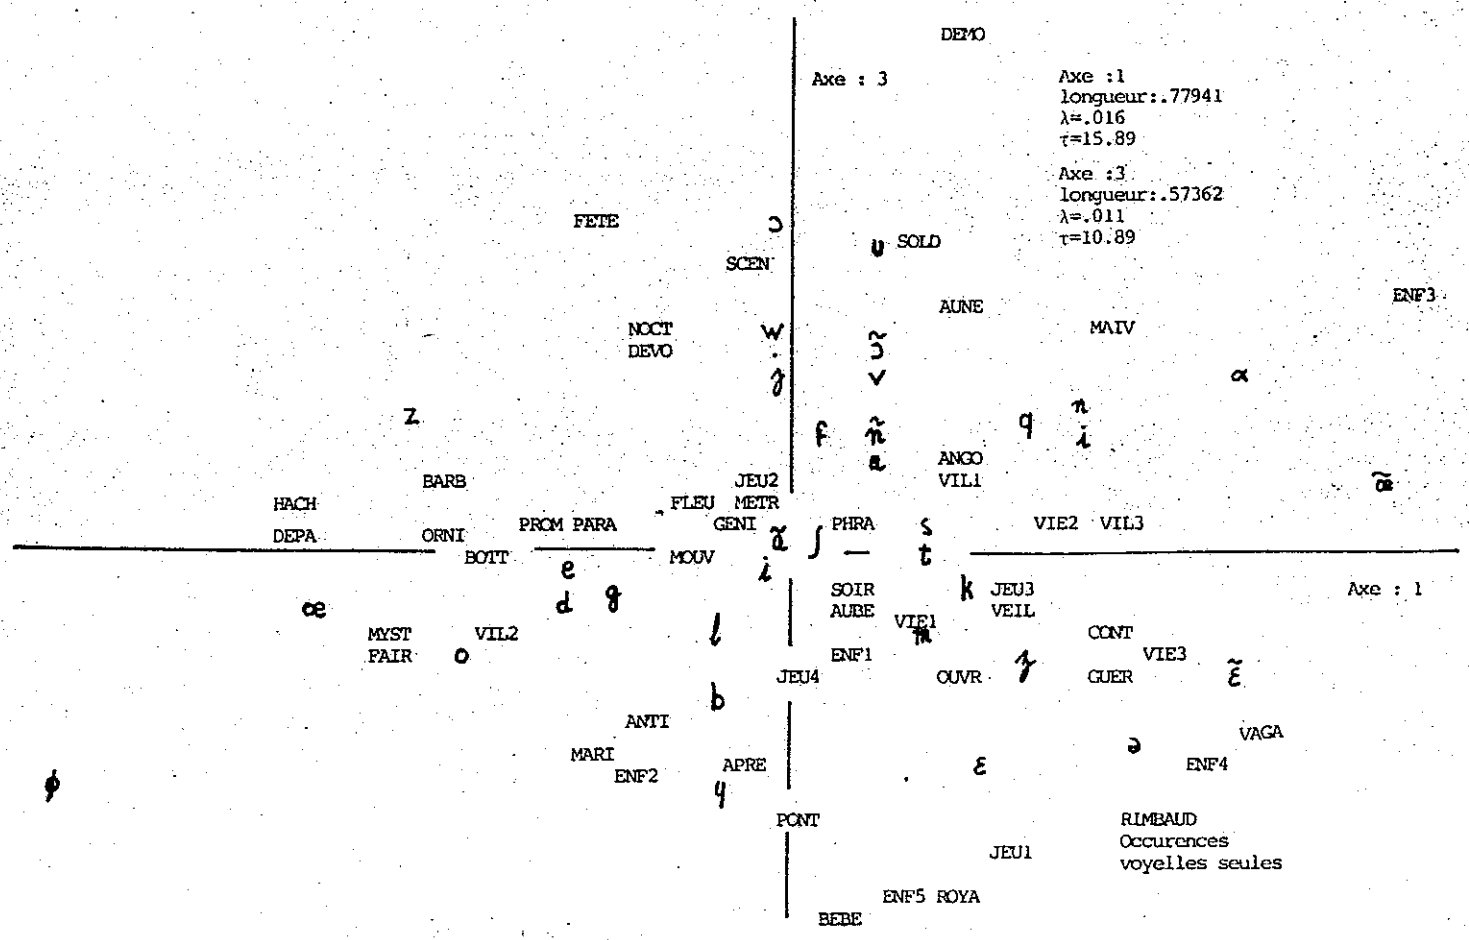 DEMO
Axe : 3
Axe :1
longueur:.77941
λ=.016
τ=15.89
Axe :3
longueur:.57362
λ=.011
τ=10.89
FETE
ɔ
u SOLO
SCEN
ENF3
AUNE
NOCT
w
ɔ̃
MATV
DEVO
j
v
ɑ
z
f
ñ
q
n
i
a
ANGO
BARB
JEU2
VIL1
œ̃
HACH
FLEU METR
PROM PARA
GENI
PHRA
s
VIE2 VIL3
DEPA
ORNI
ɑ̃
ʃ
t
BOTT
MOUV
e
i
SOIR
k
JEU3
Axe : 1
œ
d
g
AUBE
VEIL
VIE1
MYST
VIL2
l
m
CONT
FAIR
o
ENF1
ʒ
VIE3
JEU4
OUVR
GUER
ɛ̃
b
ANTI
VAGA
MARI
ə
APRE
ɛ
ENF4
ENF2
ɸ
ɥ
PONT
RIMBAUD
Occurences
JEU1
voyelles seules
ENF5 ROYA
BEBE